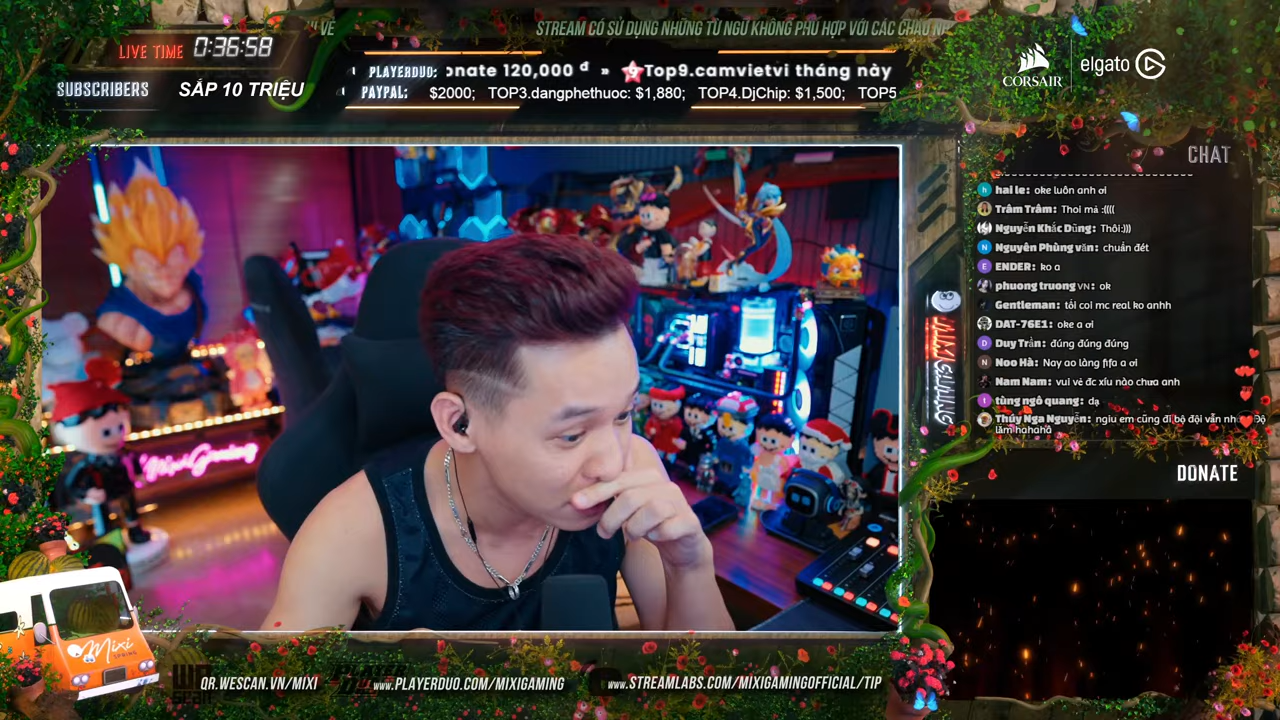 STREAM CÓ SỬ DỤNG NHỮNG TỪ NGỮ KHÔNG PHÙ HỢP VỚI CÁC CHÁU
LIVE TIME 0:36:58
SUBSCRIBERS SẮP 10 TRIỆU
PLAYERDUO: onate 120,000 đ » Top9.camvietvi tháng này
PAYPAL: $2000; TOP3.dangphethuoc: $1,880; TOP4.DjChip: $1,500; TOP5
CORSAIR
elgato
CHAT
hai le: oke luôn anh ơi
Trâm Trâm: Thoi mà :((((
Nguyễn Khắc Dũng: Thôi:)))
Nguyên Phùng văn: chuẩn đét
ENDER: ko a
phuong truong VN: ok
Gentleman: tồi coi mc real ko anhh
DAT-76E1: oke a ơi
Duy Trần: đúng đúng đúng
Noo Hà: Nay ao làng fifa a ơi
Nam Nam: vui vẻ đc xíu nào chưa anh
tùng ngô quang: dạ
Thúy Nga Nguyễn: ngiu em cũng đi bộ đội vẫn
lắm hahaha
MixiGaming
DONATE
Mixi
SPRING
QR.WESCAN.VN/MIXI
WWW.PLAYERDUO.COM/MIXIGAMING
WWW.STREAMLABS.COM/MIXIGAMINGOFFICIAL/TIP